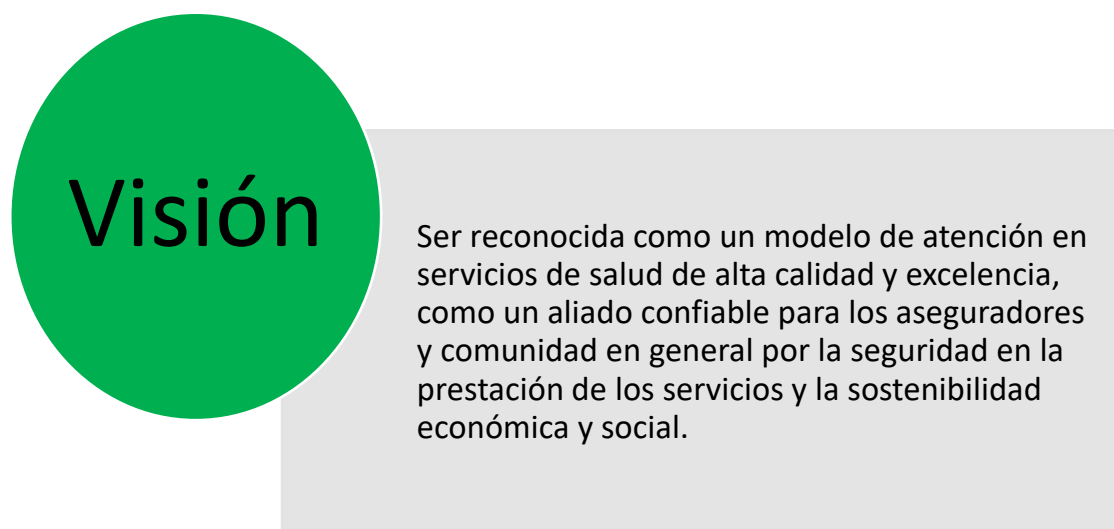 Visión
Ser reconocida como un modelo de atención en
servicios de salud de alta calidad y excelencia,
como un aliado confiable para los aseguradores
y comunidad en general por la seguridad en la
prestación de los servicios y la sostenibilidad
económica y social.